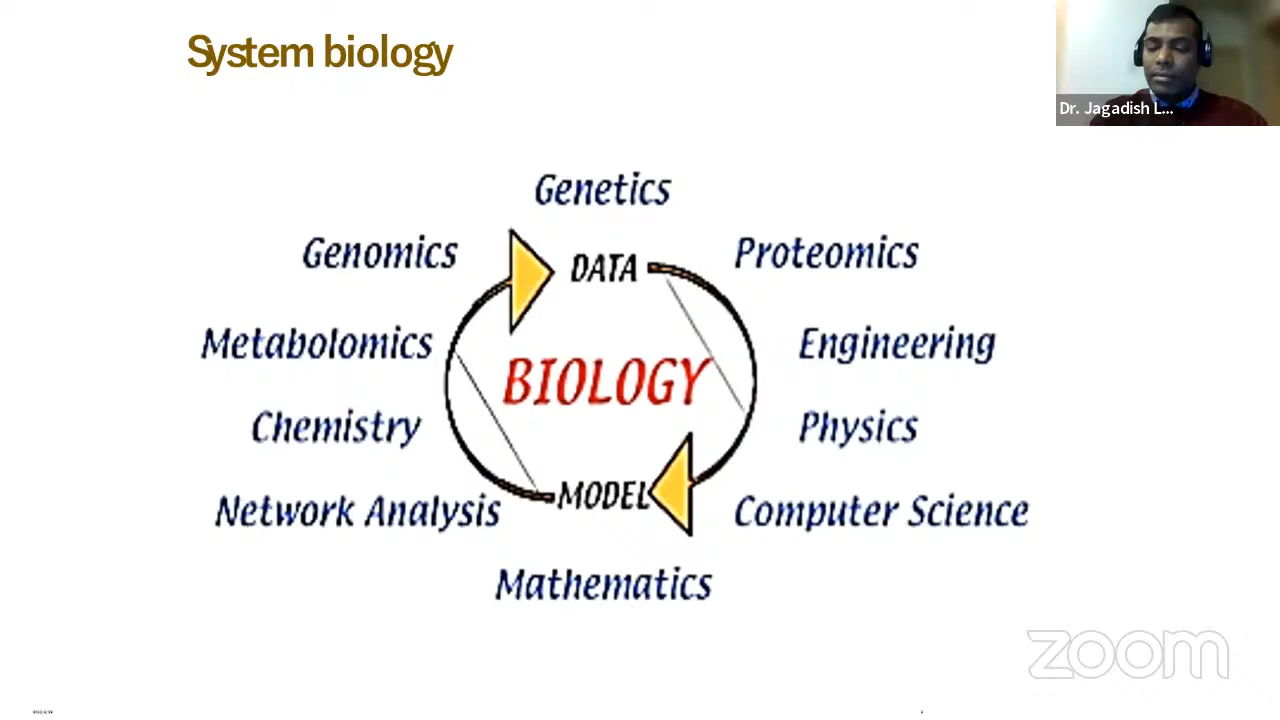 System biology
Dr. Jagadish L...
Genetics
Genomics
DATA
Proteomics
Metabolomics
Engineering
BIOLOGY
Chemistry
Physics
MODEL
Network Analysis
Computer Science
Mathematics
zoom